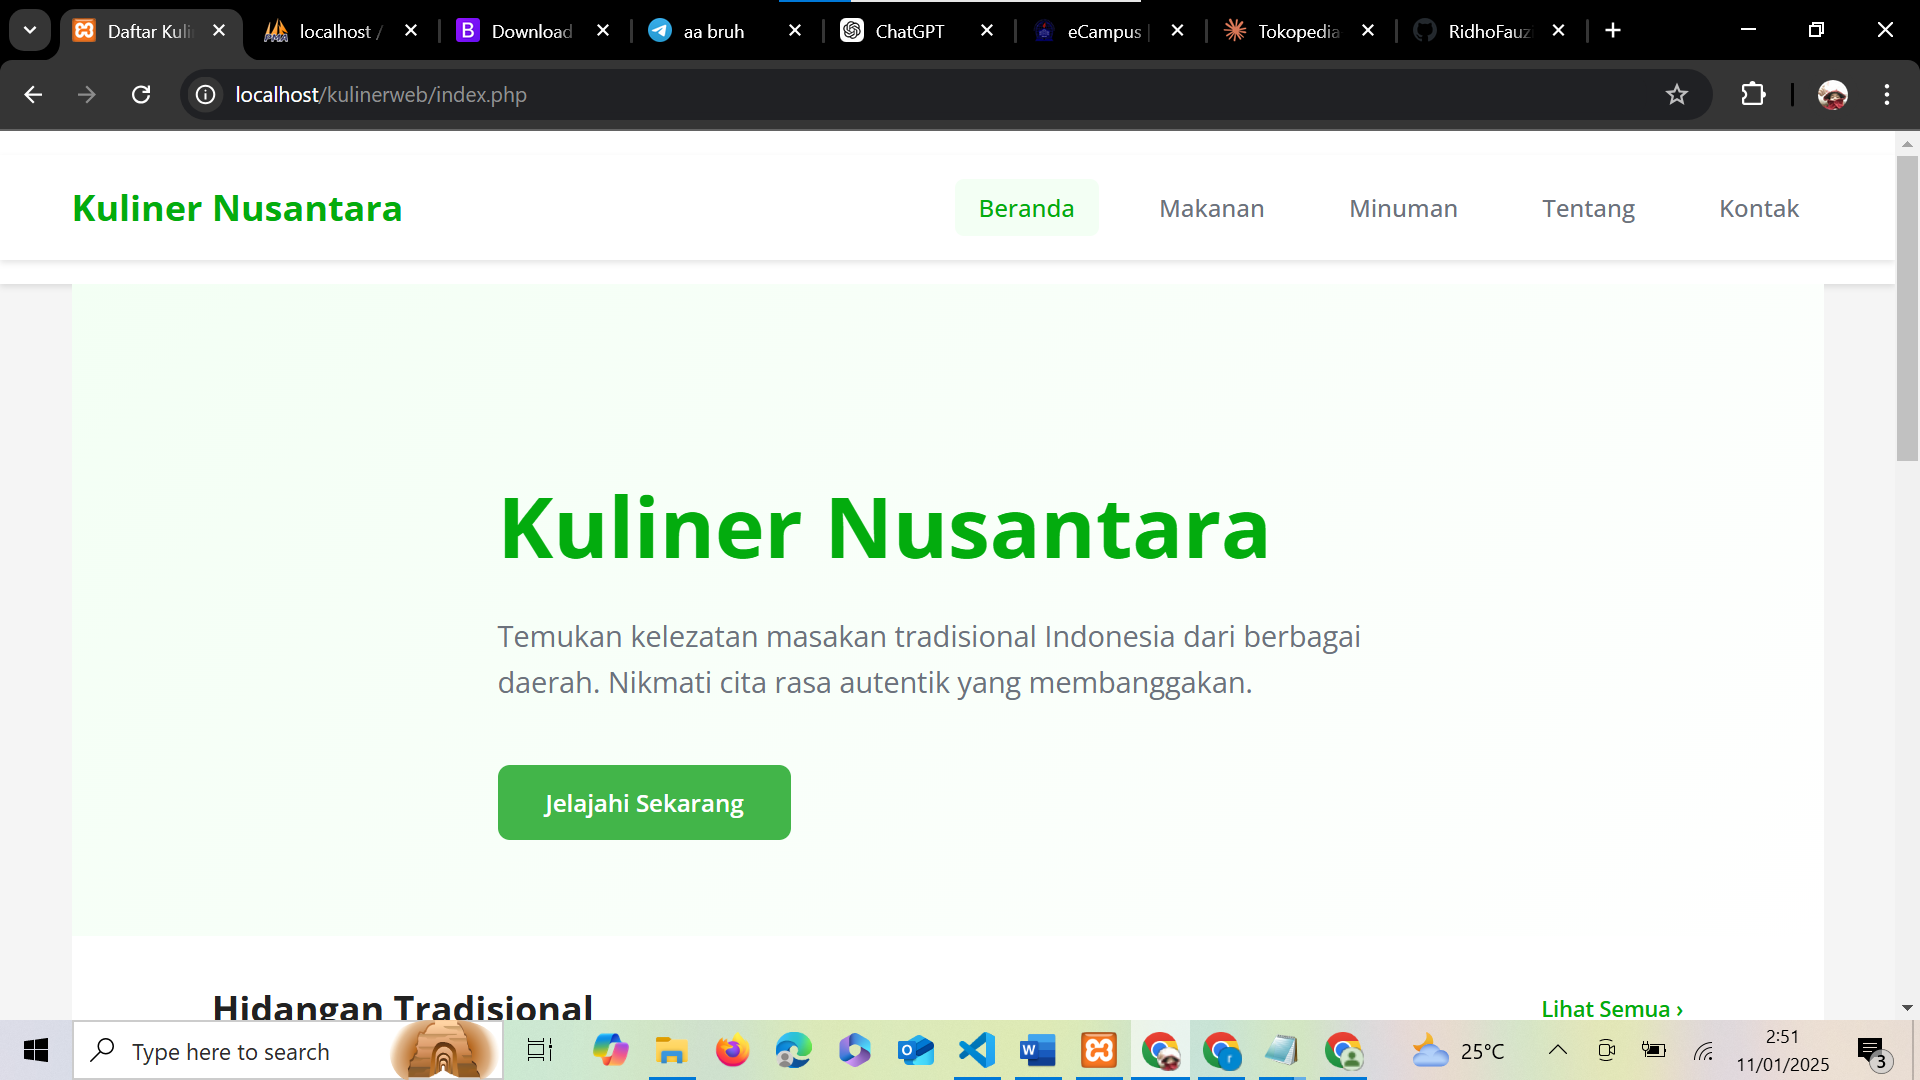 Daftar Kuli
localhost /
Download
aa bruh
ChatGPT
eCampus |
Tokopedia
RidhoFauz
localhost/kulinerweb/index.php
Kuliner Nusantara
Beranda
Makanan
Minuman
Tentang
Kontak
Kuliner Nusantara
Temukan kelezatan masakan tradisional Indonesia dari berbagai
daerah. Nikmati cita rasa autentik yang membanggakan.
Jelajahi Sekarang
Hidangan Tradisional
Lihat Semua ›
Type here to search
25°C
2:51
11/01/2025
3